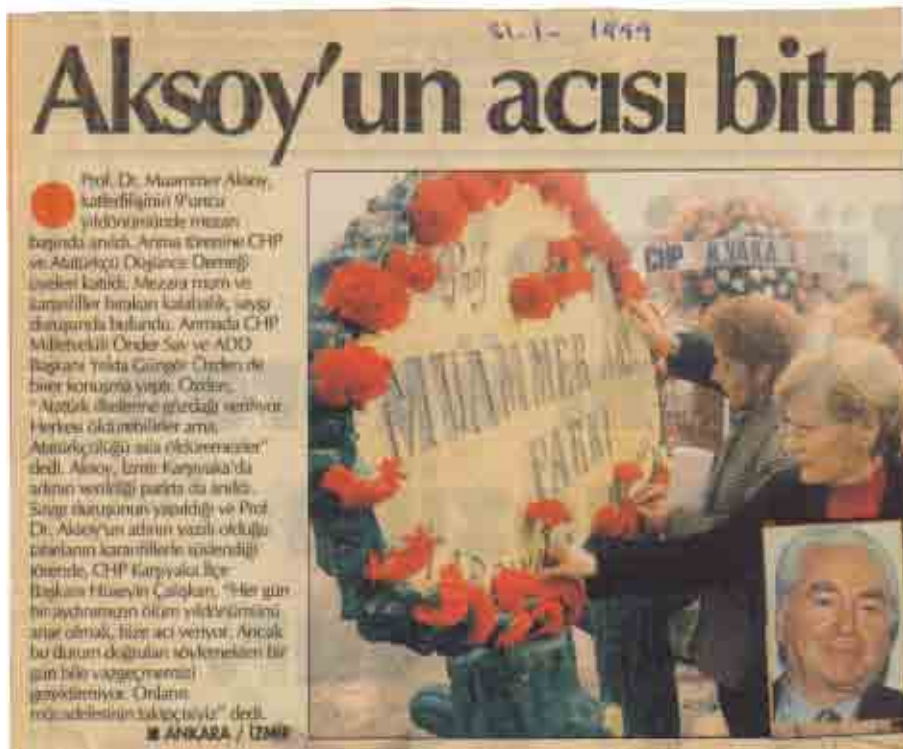 31-1-1999
Aksoy'un acısı bitm
Prof. Dr. Muammer Aksoy,
katledilişinin 9'uncu
yıldönümünde mezarı
başında anıldı. Anma törenine CHP
ve Atatürkçü Düşünce Derneği
üyeleri katıldı. Mezara mum ve
karanfiller bırakan kalabalık, saygı
duruşunda bulundu. Anmada CHP
Milletvekili Önder Sav ve ADD
Başkanı Yekta Güngör Özden de
birer konuşma yaptı. Özden,
"Atatürk ilkelerine gözdağı veriliyor.
Herkesi öldürebilirler ama,
Atatürkçülüğü asla öldüremezler"
dedi. Aksoy, İzmir Karşıyaka'da
adının verildiği parkta da anıldı.
Saygı duruşunun yapıldığı ve Prof.
Dr. Aksoy'un adının yazılı olduğu
tabelanın karanfillerle süslendiği
törende, CHP Karşıyaka İlçe
Başkanı Hüseyin Çalışkan, "Her gün
bir aydınımızın ölüm yıldönümünü
anar olmak, bize acı veriyor. Ancak
bu durum doğruları söylemekten bir
gün bile vazgeçmemizi
gerektirmiyor. Onların
mücadelesinin takipçisiyiz" dedi.
■ ANKARA / İZMİR
CHP
MUAMMER
PARKI